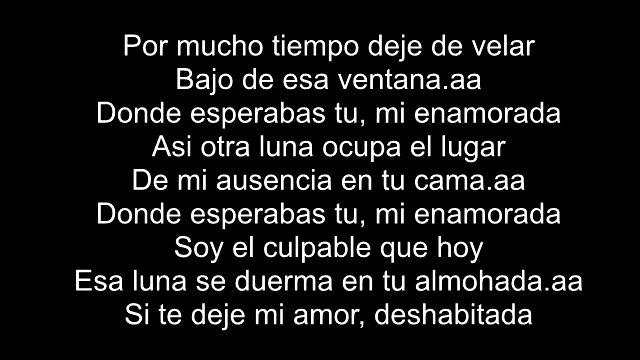 Por mucho tiempo deje de velar
Bajo de esa ventana.aa
Donde esperabas tu, mi enamorada
Asi otra luna ocupa el lugar
De mi ausencia en tu cama.aa
Donde esperabas tu, mi enamorada
Soy el culpable que hoy
Esa luna se duerma en tu almohada.aa
Si te deje mi amor, deshabitada